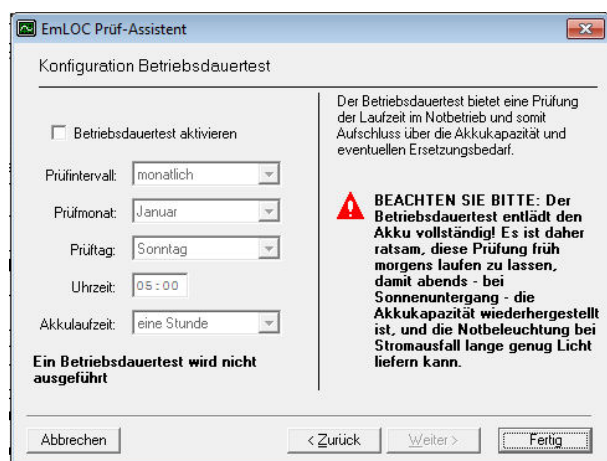 EmLOC Prüf-Assistent
Konfiguration Betriebsdauertest
Betriebsdauertest aktivieren
Prüfintervall: monatlich
Prüfmonat: Januar
Prüftag: Sonntag
Uhrzeit: 05:00
Akkulaufzeit: eine Stunde
Ein Betriebsdauertest wird nicht
ausgeführt
Der Betriebsdauertest bietet eine Prüfung
der Laufzeit im Notbetrieb und somit
Aufschluss über die Akkukapazität und
eventuellen Ersetzungsbedarf.
BEACHTEN SIE BITTE: Der
Betriebsdauertest entlädt den
Akku vollständig! Es ist daher
ratsam, diese Prüfung früh
morgens laufen zu lassen,
damit abends - bei
Sonnenuntergang - die
Akkukapazität wiederhergestellt
ist, und die Notbeleuchtung bei
Stromausfall lange genug Licht
liefern kann.
Abbrechen
< Zurück
Weiter >
Fertig